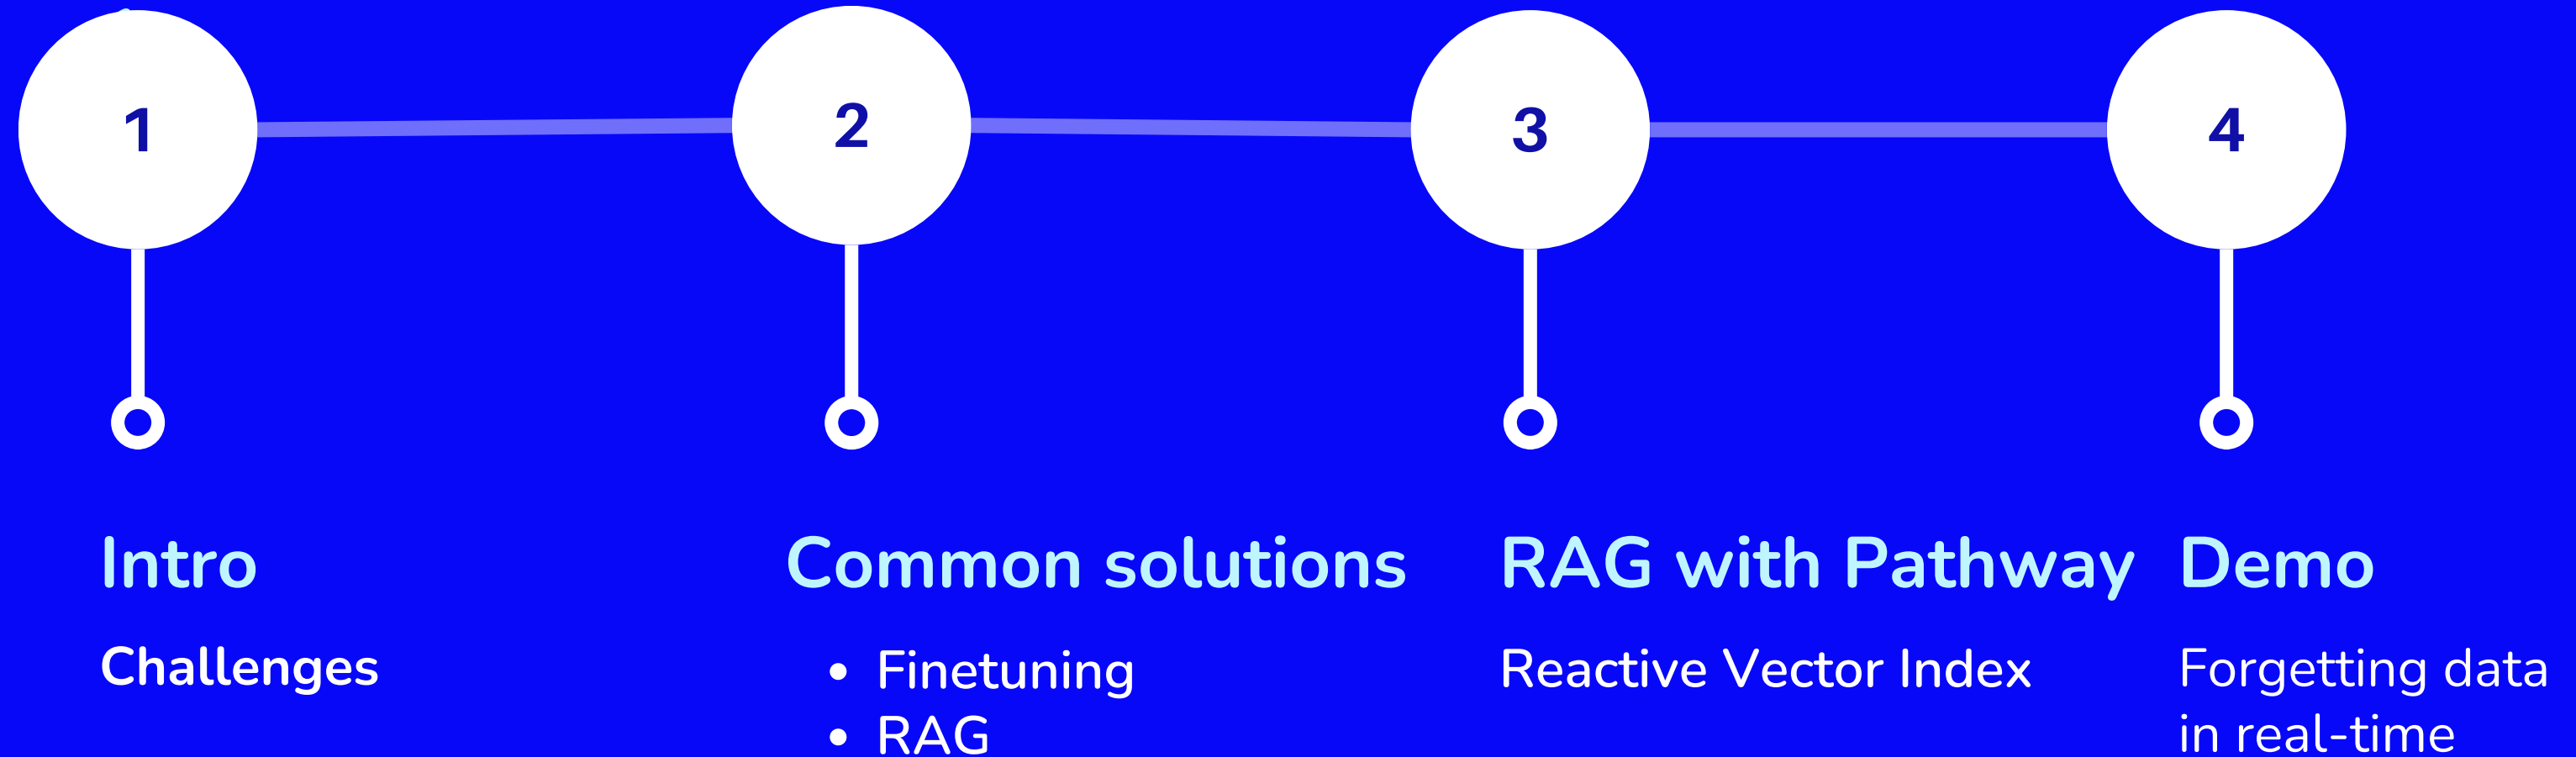 1
2
3
4
Intro
Challenges
Common solutions
• Finetuning
• RAG
RAG with Pathway
Reactive Vector Index
Demo
Forgetting data
in real-time